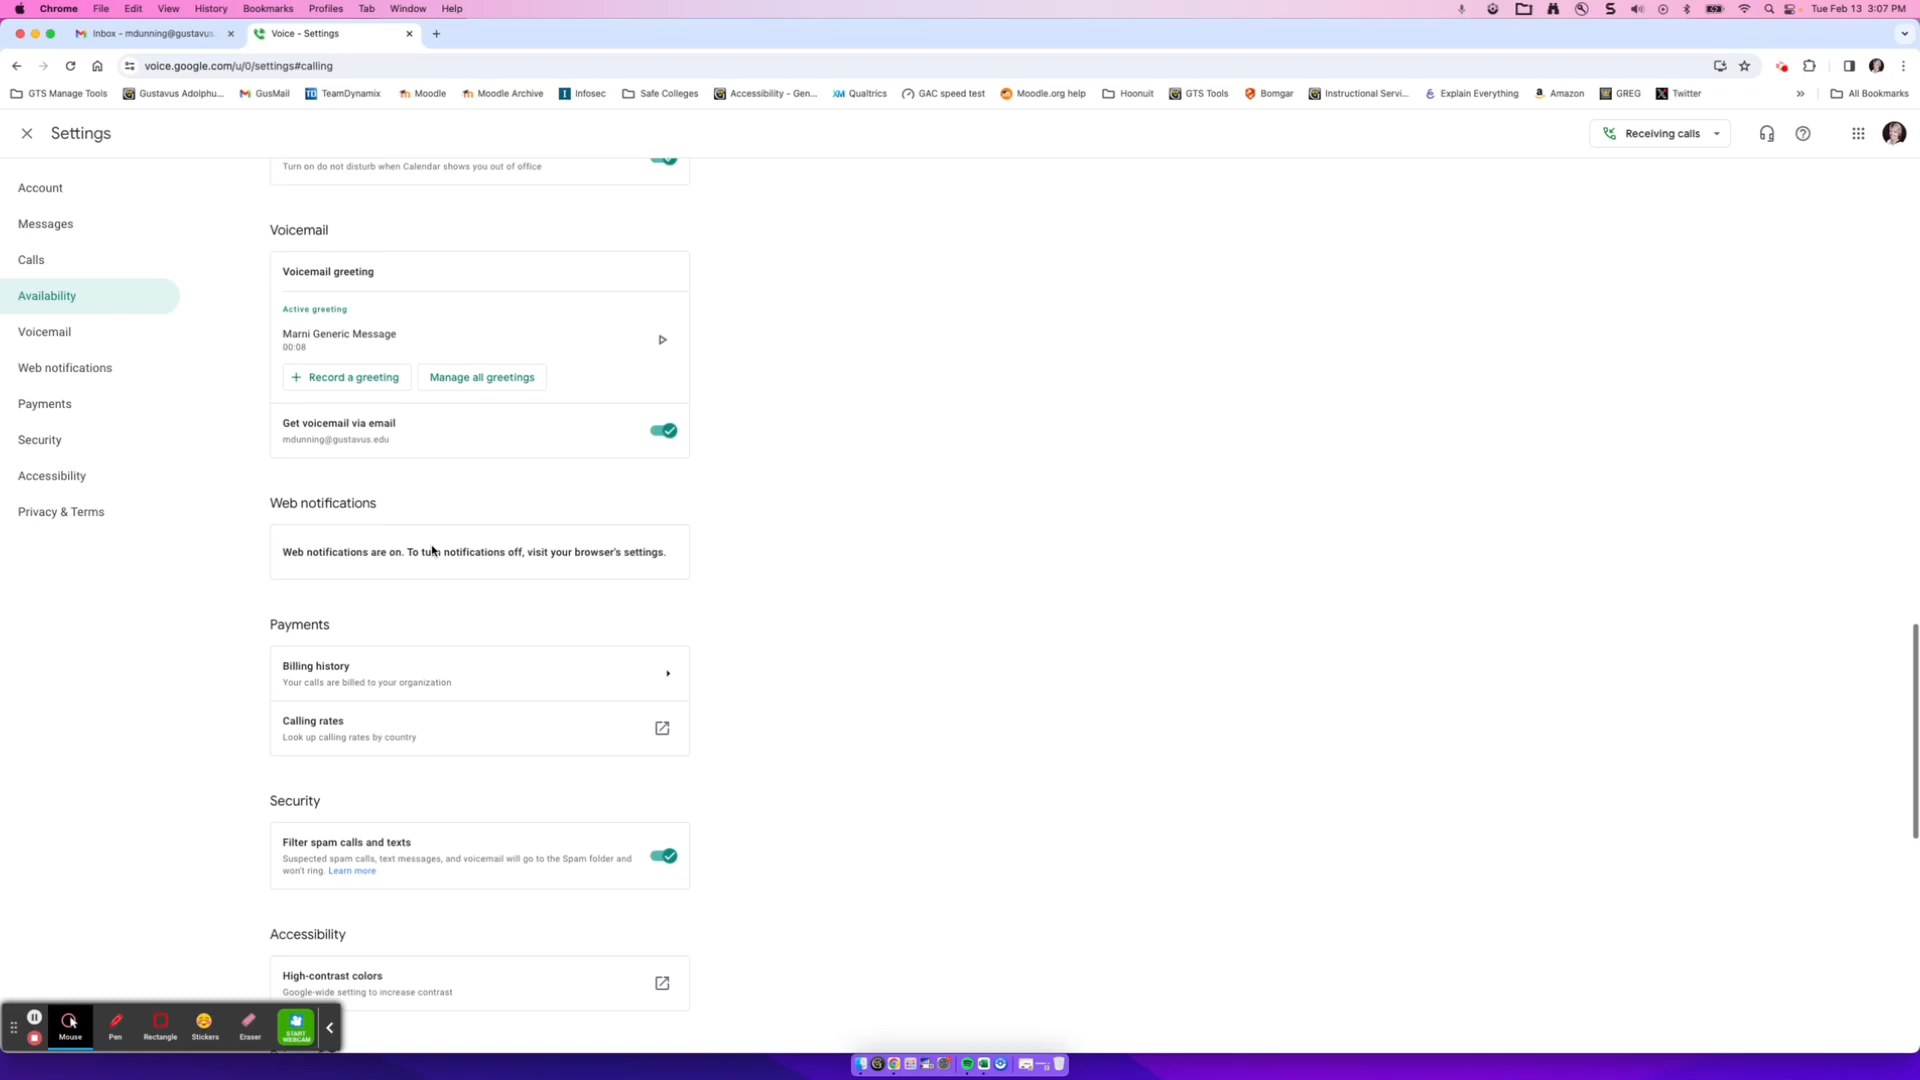 Chrome File Edit View History Bookmarks Profiles Tab Window Help Tue Feb 13 3:07 PM
Inbox - mdunning@gustavus. Voice - Settings
voice.google.com/u/0/settings#calling
GTS Manage Tools Gustavus Adolphu... GusMail TeamDynamix Moodle Moodle Archive Infosec Safe Colleges Accessibility - Gen... Qualtrics GAC speed test Moodle.org help Hoonuit GTS Tools Bomgar Instructional Servi... Explain Everything Amazon GREG Twitter » All Bookmarks
Settings Receiving calls
Account
Messages
Calls
Availability
Voicemail
Web notifications
Payments
Security
Accessibility
Privacy & Terms
Turn on do not disturb when Calendar shows you out of office
Voicemail
Voicemail greeting
Active greeting
Marni Generic Message
00:08
+ Record a greeting Manage all greetings
Get voicemail via email
mdunning@gustavus.edu
Web notifications
Web notifications are on. To turn notifications off, visit your browser's settings.
Payments
Billing history
Your calls are billed to your organization
Calling rates
Look up calling rates by country
Security
Filter spam calls and texts
Suspected spam calls, text messages, and voicemail will go to the Spam folder and
won't ring. Learn more
Accessibility
High-contrast colors
Google-wide setting to increase contrast
Mouse Pen Rectangle Stickers Eraser START WEBCAM